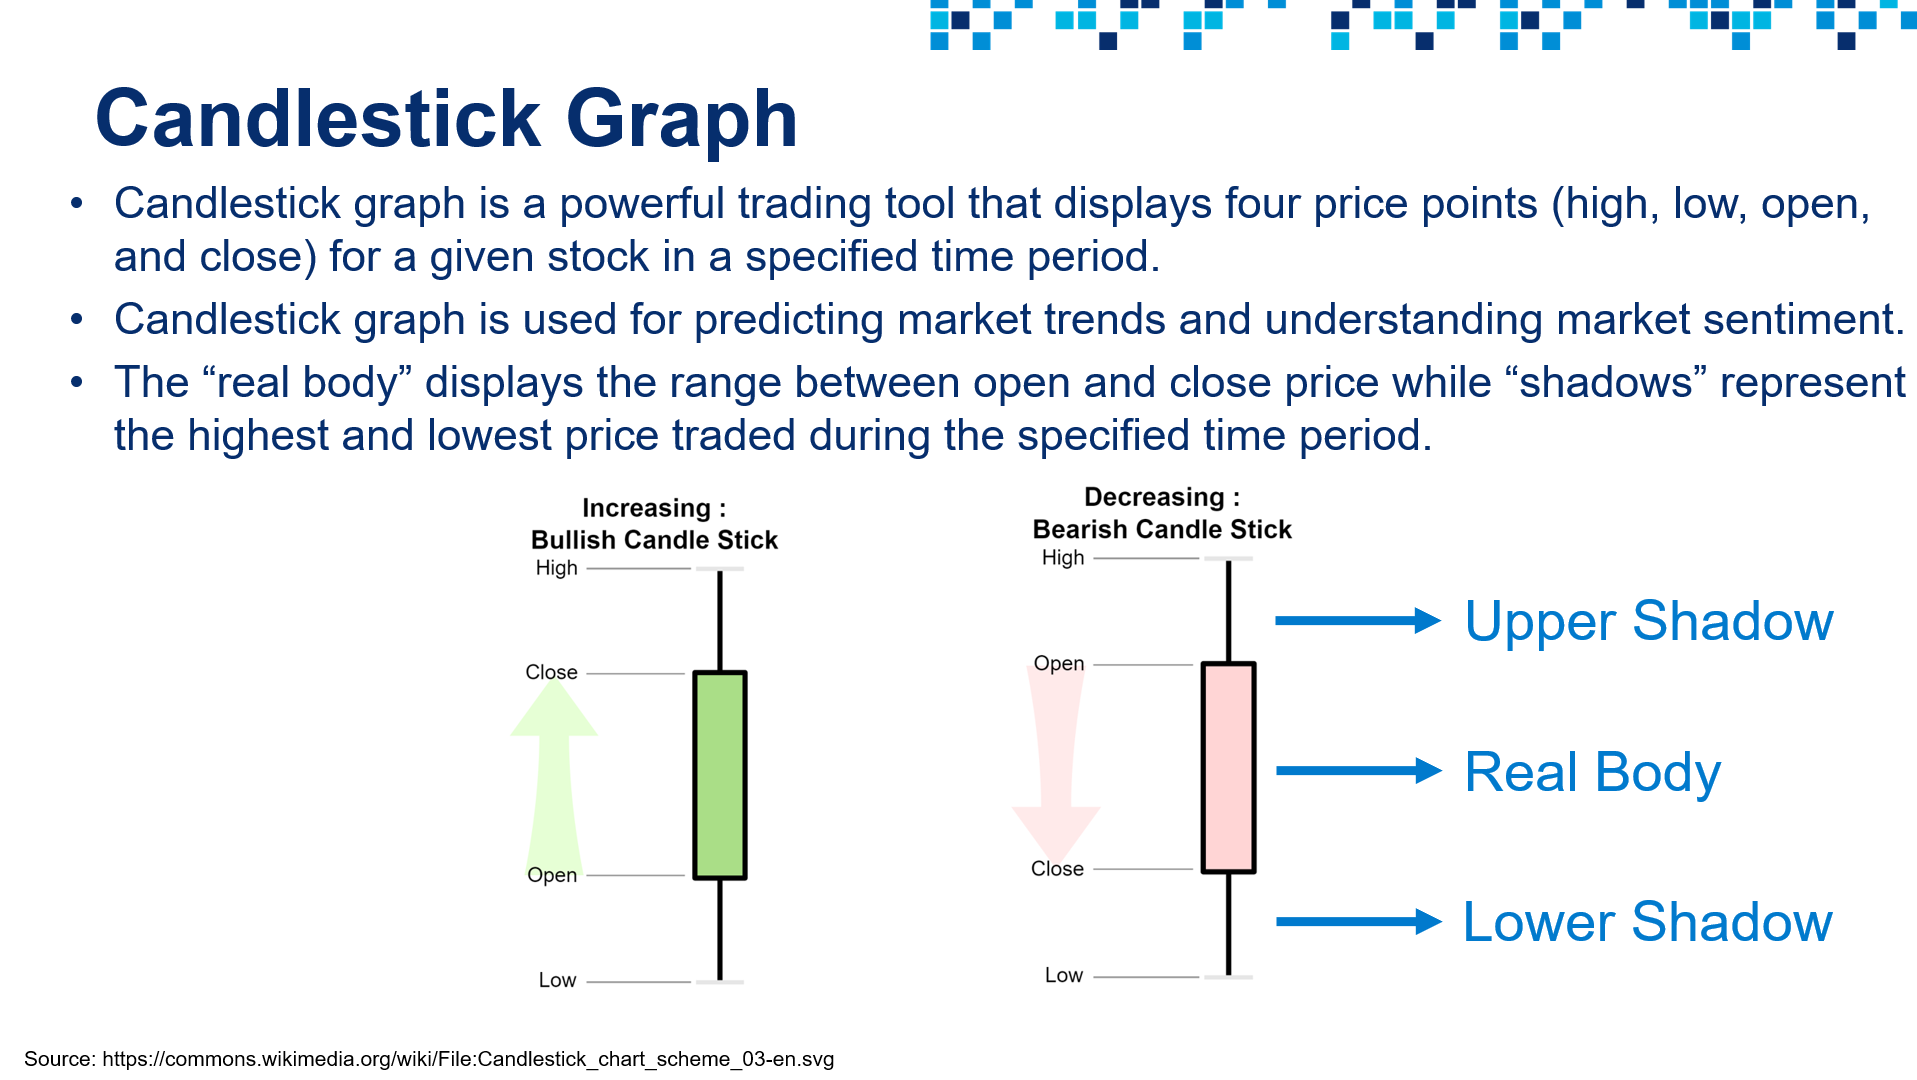 Candlestick Graph
• Candlestick graph is a powerful trading tool that displays four price points (high, low, open,
and close) for a given stock in a specified time period.
• Candlestick graph is used for predicting market trends and understanding market sentiment.
• The “real body” displays the range between open and close price while “shadows” represent
the highest and lowest price traded during the specified time period.
Increasing :
Bullish Candle Stick
High
Close
Open
Low
Decreasing :
Bearish Candle Stick
High
Open
Close
Low
Upper Shadow
Real Body
Lower Shadow
Source: https://commons.wikimedia.org/wiki/File:Candlestick_chart_scheme_03-en.svg